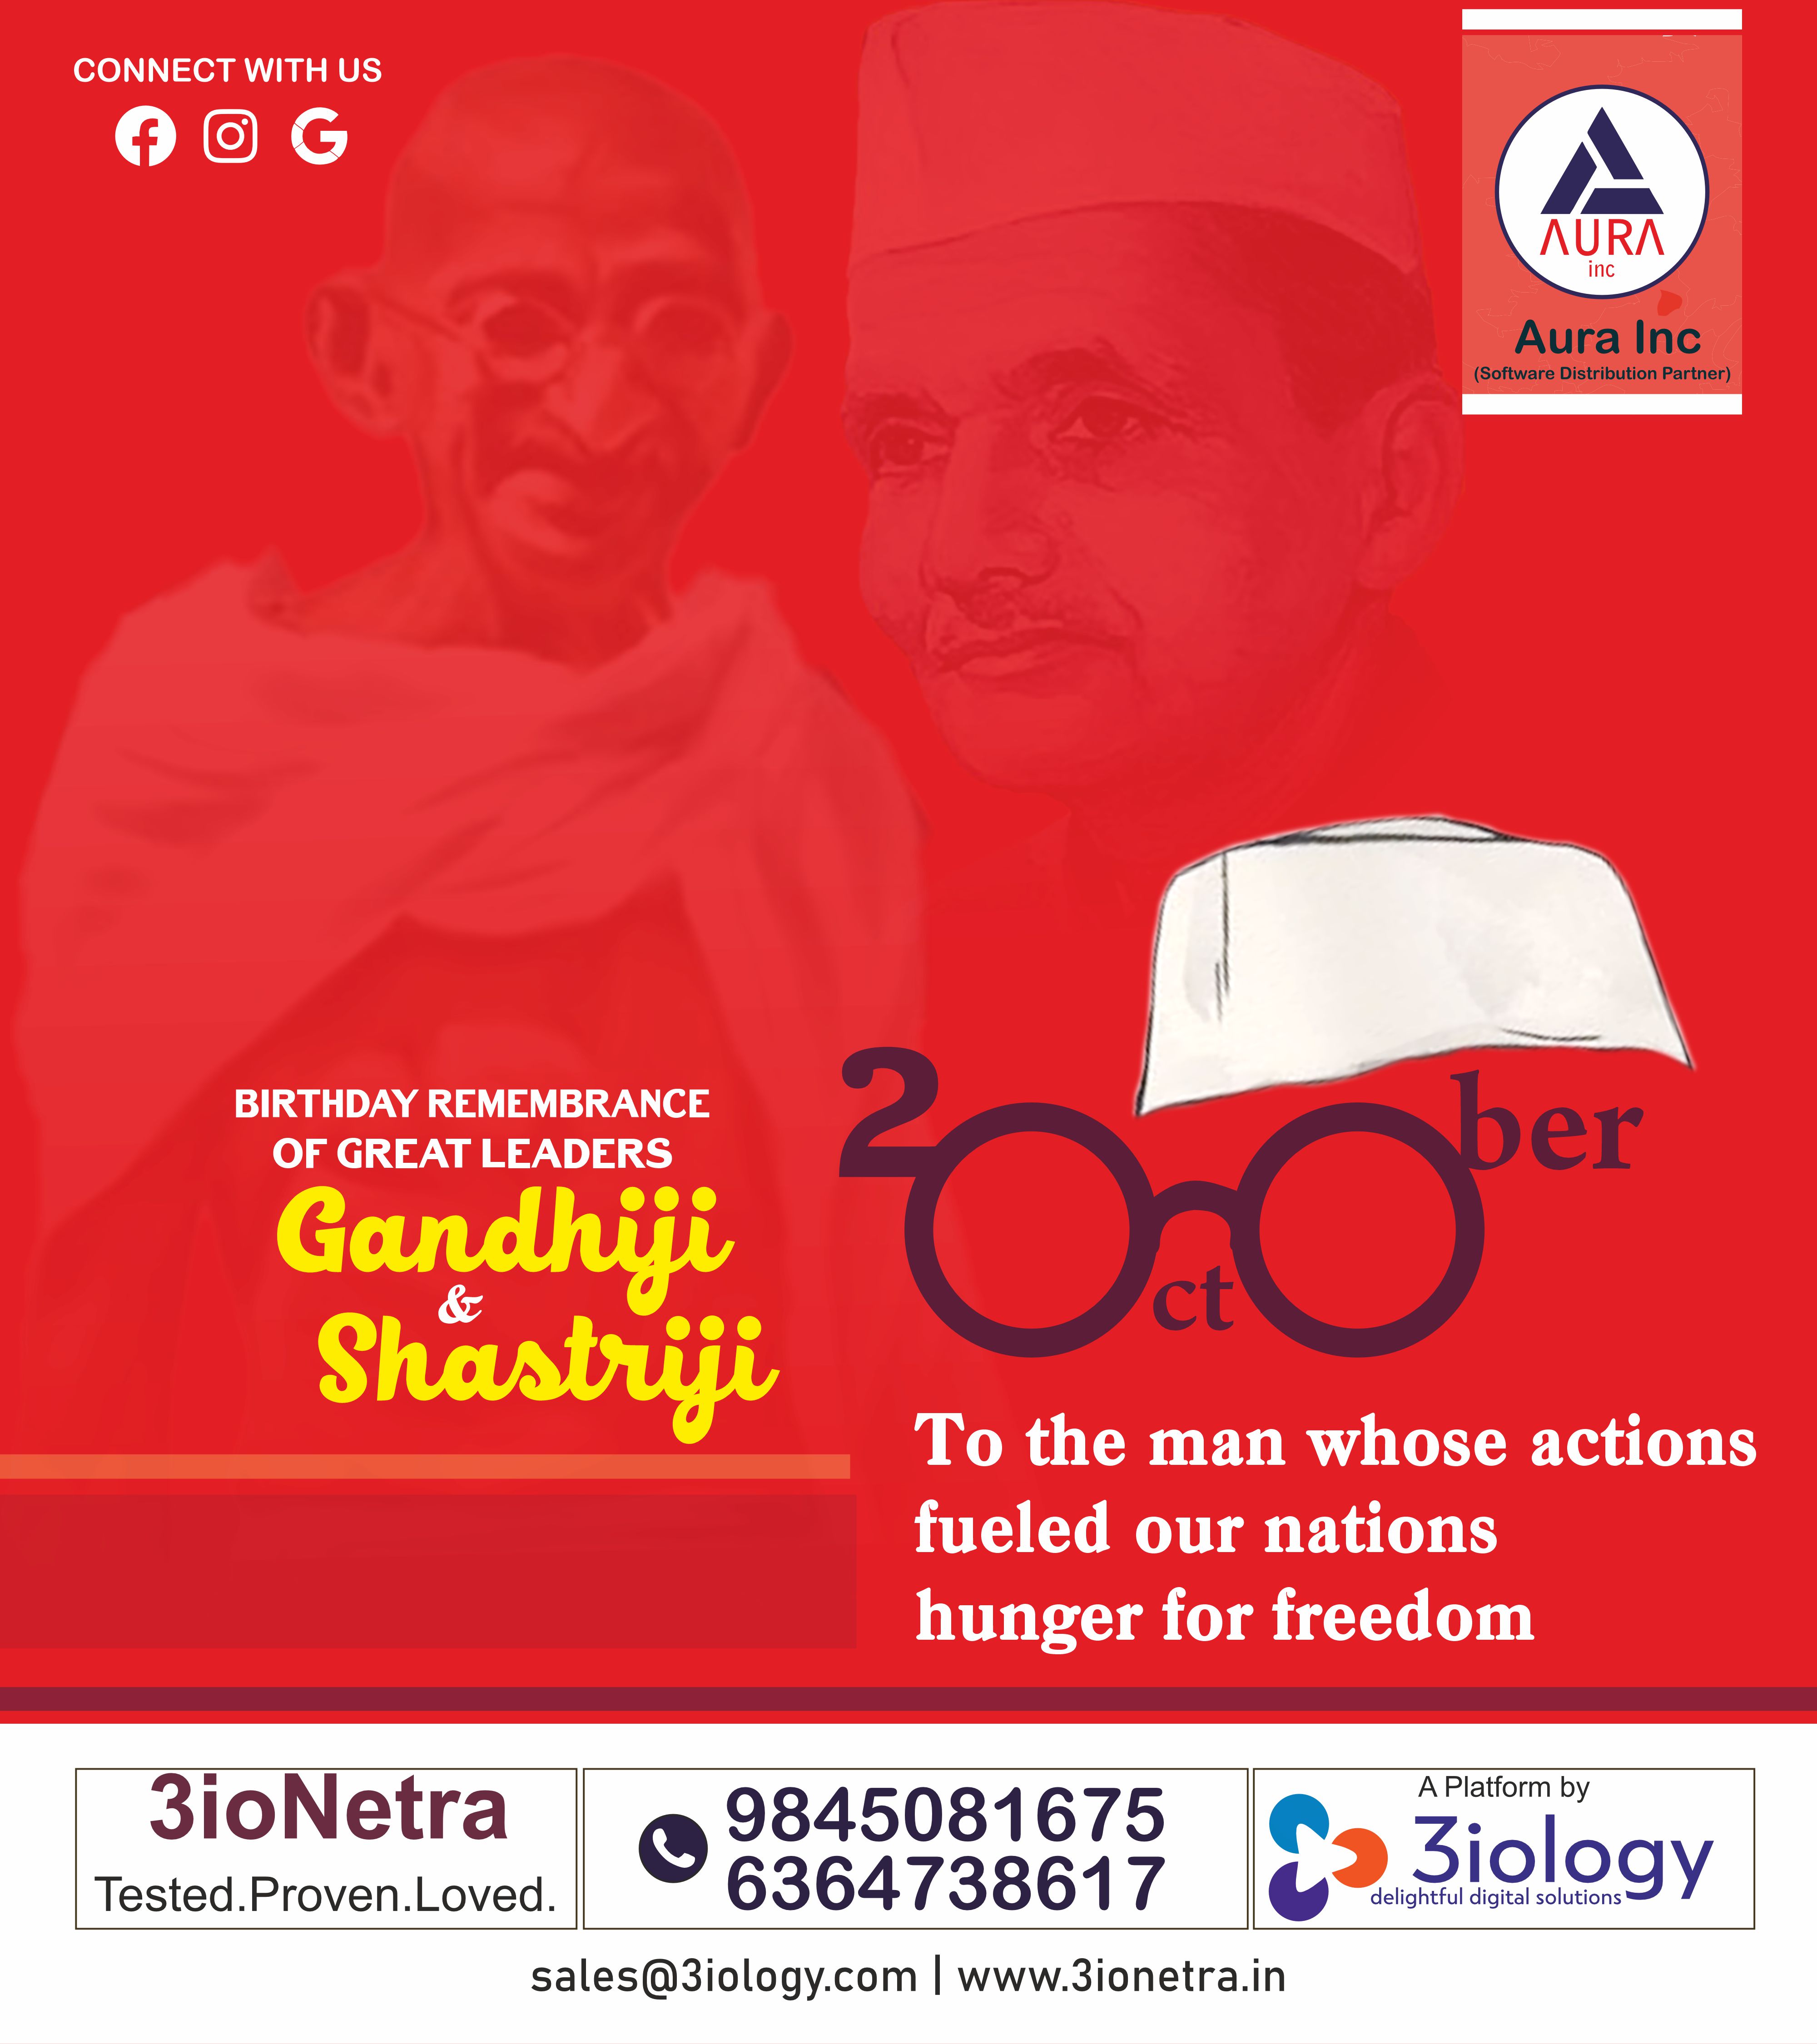 CONNECT WITH US
AURA
inc
Aura Inc
(Software Distribution Partner)
BIRTHDAY REMEMBRANCE
OF GREAT LEADERS
Gandhiji
&
Shastriji
2 October
To the man whose actions
fueled our nations
hunger for freedom
3ioNetra
Tested.Proven.Loved.
9845081675
6364738617
A Platform by
3iology
delightful digital solutions
sales@3iology.com | www.3ionetra.in